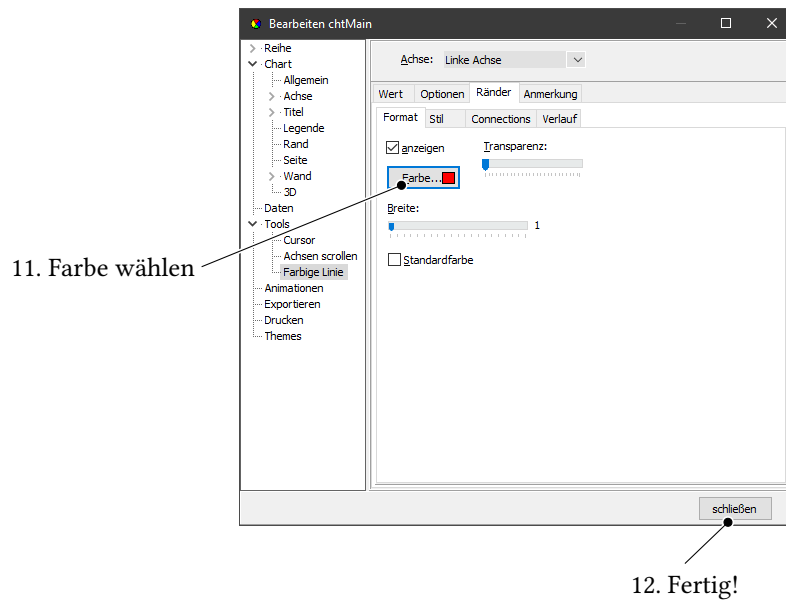 Bearbeiten chtMain
Reihe
Chart
Allgemein
Achse
Titel
Legende
Rand
Seite
Wand
3D
Daten
Tools
Cursor
Achsen scrollen
Farbige Linie
Animationen
Exportieren
Drucken
Themes
Achse: Linke Achse
Wert Optionen Ränder Anmerkung
Format Stil Connections Verlauf
anzeigen Transparenz:
Farbe...
Breite:
1
Standardfarbe
schließen
11. Farbe wählen
12. Fertig!